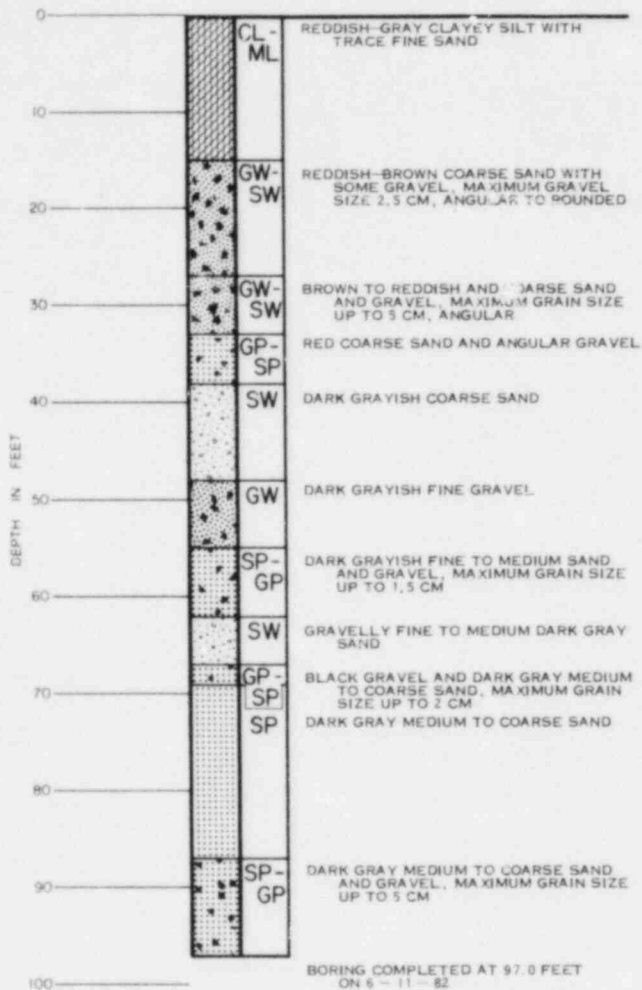 0
CL-
ML
REDDISH-GRAY CLAYEY SILT WITH
TRACE FINE SAND
10
GW-
SW
REDDISH-BROWN COARSE SAND WITH
SOME GRAVEL, MAXIMUM GRAVEL
SIZE 2.5 CM, ANGULAR TO ROUNDED
20
GW-
SW
BROWN TO REDDISH AND COARSE SAND
AND GRAVEL, MAXIMUM GRAIN SIZE
UP TO 5 CM, ANGULAR
30
GP-
SP
RED COARSE SAND AND ANGULAR GRAVEL
40
SW
DARK GRAYISH COARSE SAND
DEPTH IN FEET
50
GW
DARK GRAYISH FINE GRAVEL
SP-
GP
DARK GRAYISH FINE TO MEDIUM SAND
AND GRAVEL, MAXIMUM GRAIN SIZE
UP TO 1.5 CM
60
SW
GRAVELLY FINE TO MEDIUM DARK GRAY
SAND
GP-
SP
BLACK GRAVEL AND DARK GRAY MEDIUM
TO COARSE SAND, MAXIMUM GRAIN
SIZE UP TO 2 CM
70
SP
DARK GRAY MEDIUM TO COARSE SAND
80
SP-
GP
DARK GRAY MEDIUM TO COARSE SAND
AND GRAVEL, MAXIMUM GRAIN SIZE
UP TO 5 CM
90
BORING COMPLETED AT 97.0 FEET
ON 6-11-82
100